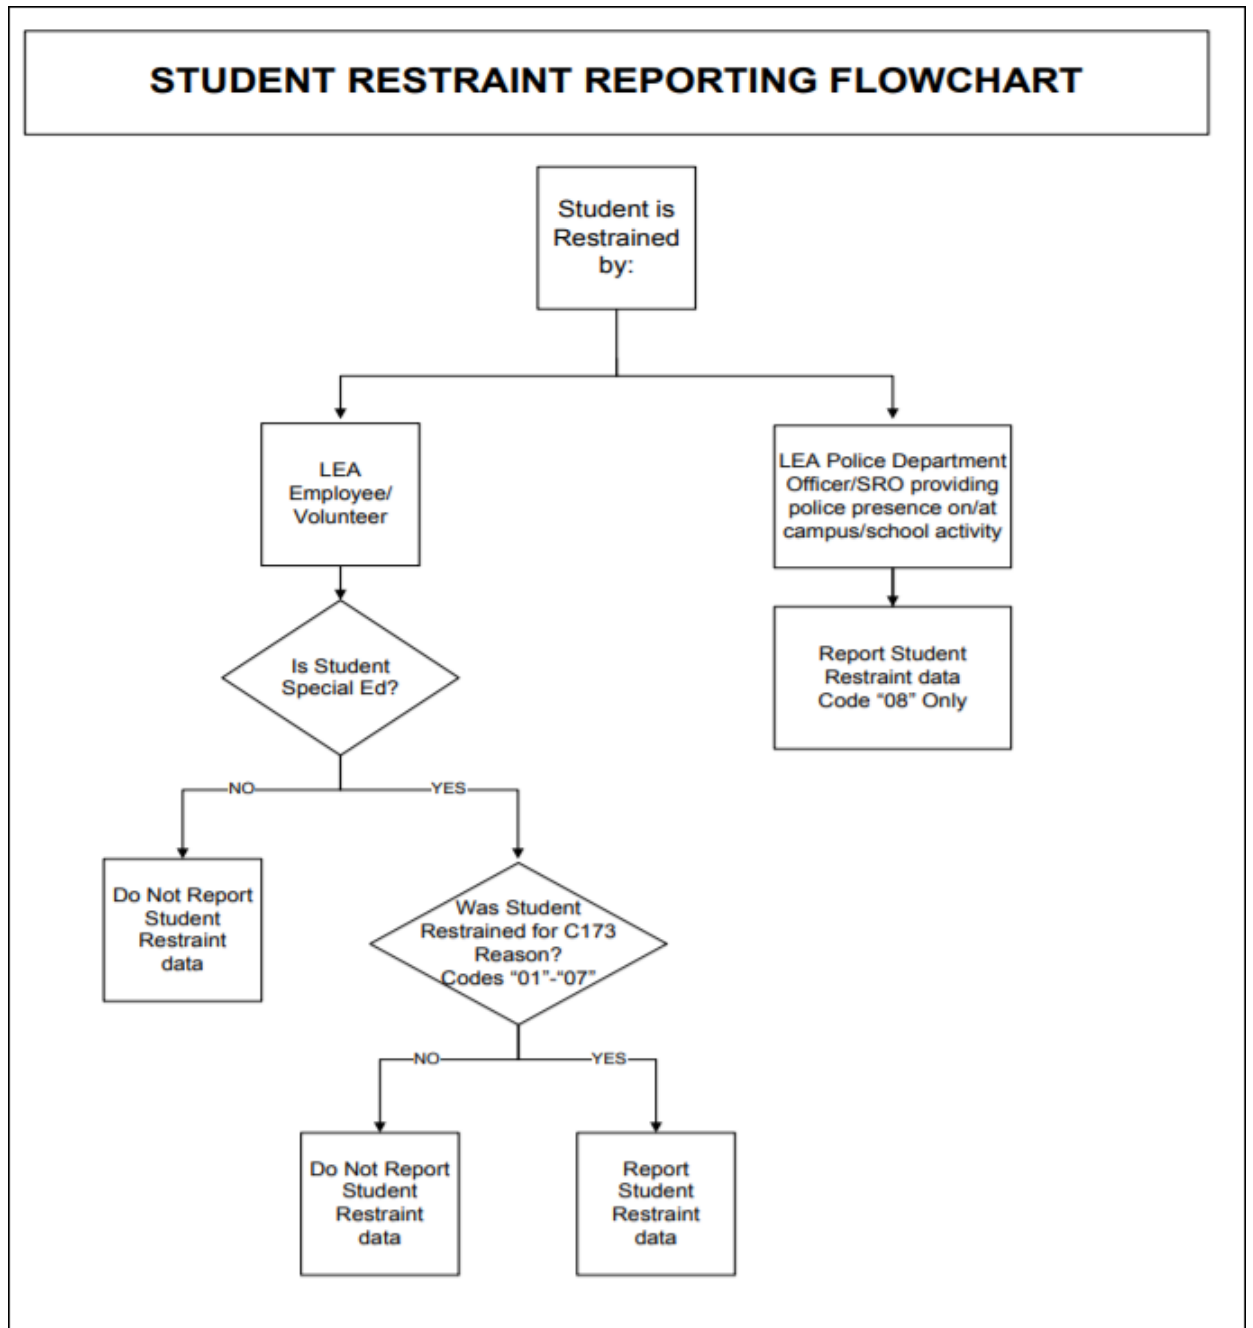 STUDENT RESTRAINT REPORTING FLOWCHART
Student is
Restrained
by:
LEA
Employee/
Volunteer
LEA Police Department
Officer/SRO providing
police presence on/at
campus/school activity
Is Student
Special Ed?
Report Student
Restraint data
Code “08” Only
NO
YES
Do Not Report
Student
Restraint
data
Was Student
Restrained for C173
Reason?
Codes “01”-“07”
NO
YES
Do Not Report
Student
Restraint
data
Report
Student
Restraint
data